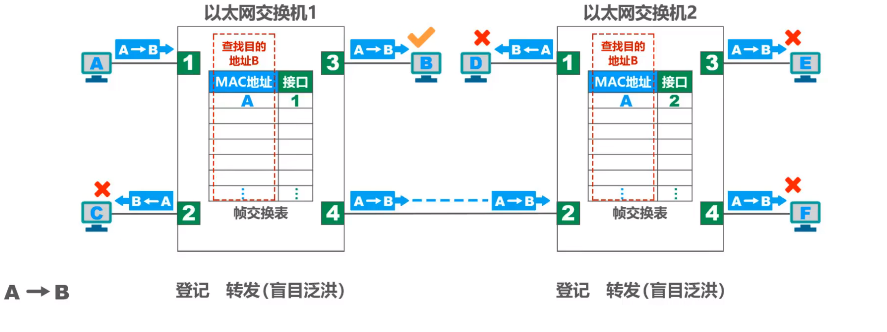 以太网交换机1
以太网交换机2
A→B
查找目的
地址B
A→B
B←A
查找目的
地址B
A→B
A
1
3
B
D
1
3
E
MAC地址 接口
A 1
MAC地址 接口
A 2
B←A
A→B
A→B
A→B
C
2
4
2
4
F
帧交换表
帧交换表
A→B
登记 转发(盲目泛洪)
登记 转发(盲目泛洪)